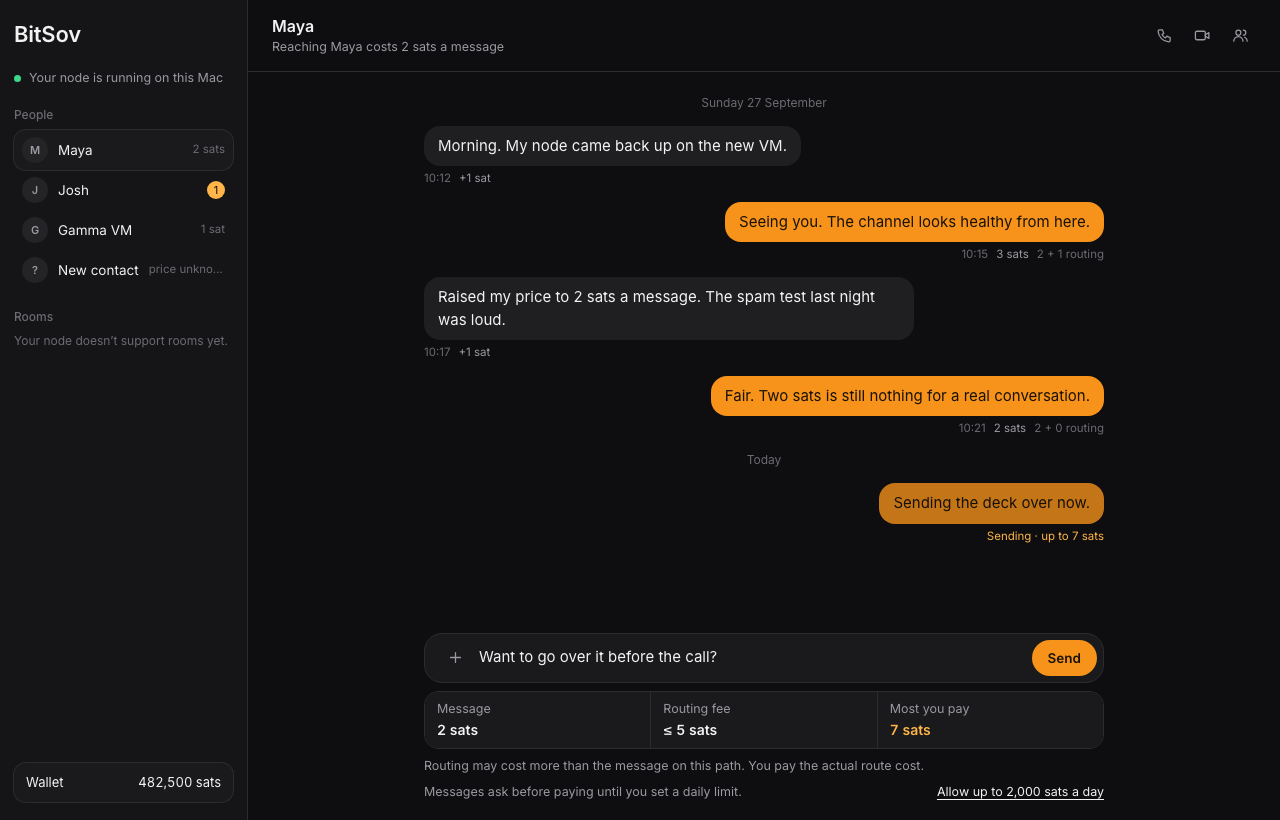 BitSov
Your node is running on this Mac
People
M Maya 2 sats
J Josh 1
G Gamma VM 1 sat
? New contact price unkno...
Rooms
Your node doesn't support rooms yet.
Wallet 482,500 sats
Maya
Reaching Maya costs 2 sats a message
Sunday 27 September
Morning. My node came back up on the new VM.
10:12 +1 sat
Seeing you. The channel looks healthy from here.
10:15 3 sats 2 + 1 routing
Raised my price to 2 sats a message. The spam test last night
was loud.
10:17 +1 sat
Fair. Two sats is still nothing for a real conversation.
10:21 2 sats 2 + 0 routing
Today
Sending the deck over now.
Sending · up to 7 sats
Want to go over it before the call?
Send
Message Routing fee Most you pay
2 sats ≤ 5 sats 7 sats
Routing may cost more than the message on this path. You pay the actual route cost.
Messages ask before paying until you set a daily limit. Allow up to 2,000 sats a day